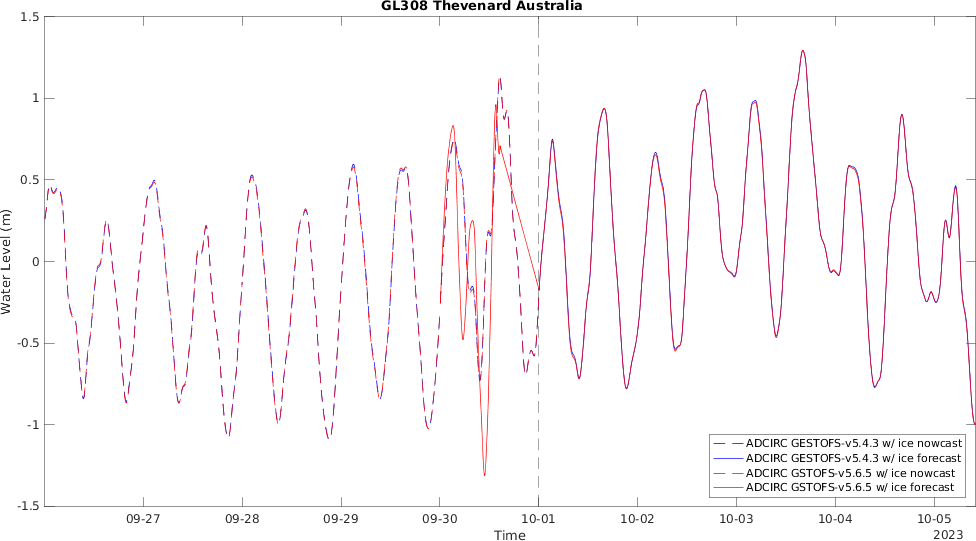 GL308 Thevenard Australia
1.5
1
0.5
0
-0.5
-1
-1.5
Water Level (m)
09-27
09-28
09-29
09-30
10-01
10-02
10-03
10-04
10-05
Time
2023
ADCIRC GESTOFS-v5.4.3 w/ ice nowcast
ADCIRC GESTOFS-v5.4.3 w/ ice forecast
ADCIRC GSTOFS-v5.6.5 w/ ice nowcast
ADCIRC GSTOFS-v5.6.5 w/ ice forecast